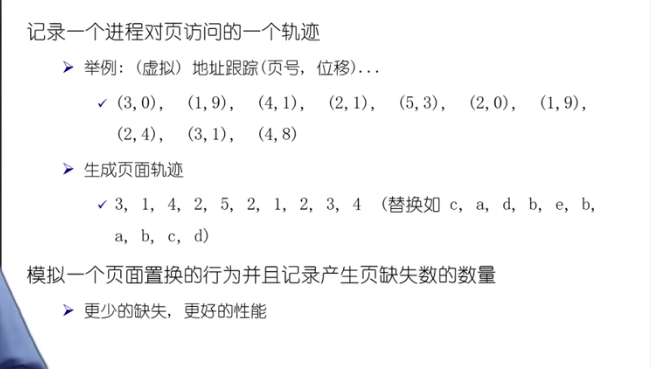 记录一个进程对页访问的一个轨迹
举例: (虚拟) 地址跟踪(页号, 位移)...
(3,0), (1,9), (4,1), (2,1), (5,3), (2,0), (1,9),
(2,4), (3,1), (4,8)
生成页面轨迹
3, 1, 4, 2, 5, 2, 1, 2, 3, 4 (替换如 c, a, d, b, e, b,
a, b, c, d)
模拟一个页面置换的行为并且记录产生页缺失数的数量
更少的缺失, 更好的性能